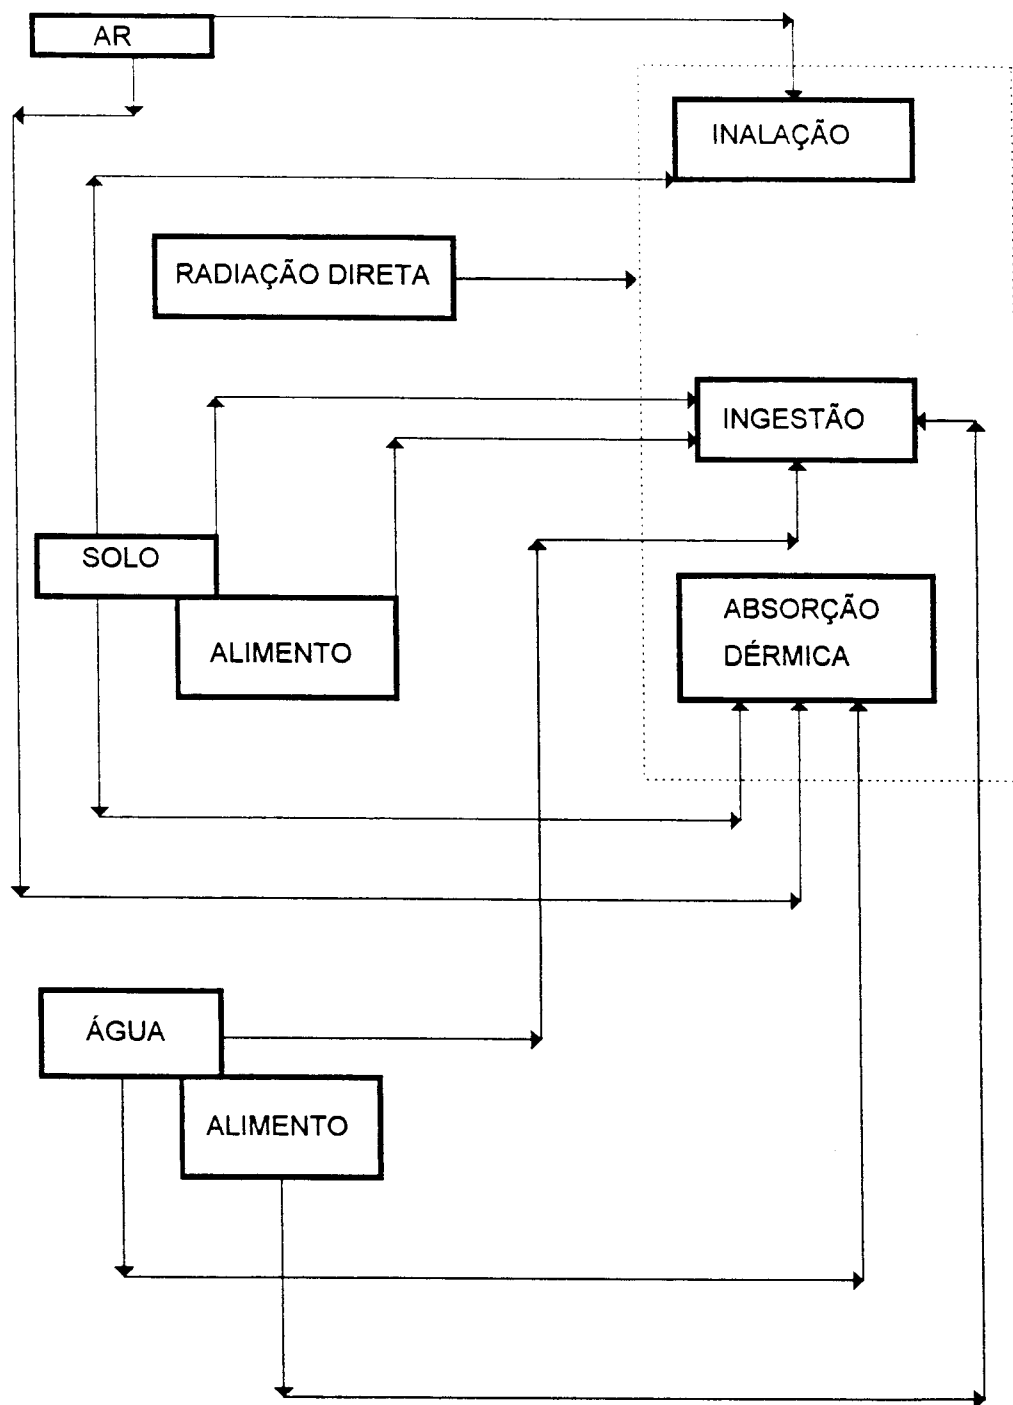 AR
INALAÇÃO
RADIAÇÃO DIRETA
INGESTÃO
SOLO
ALIMENTO
ABSORÇÃO
DÉRMICA
ÁGUA
ALIMENTO